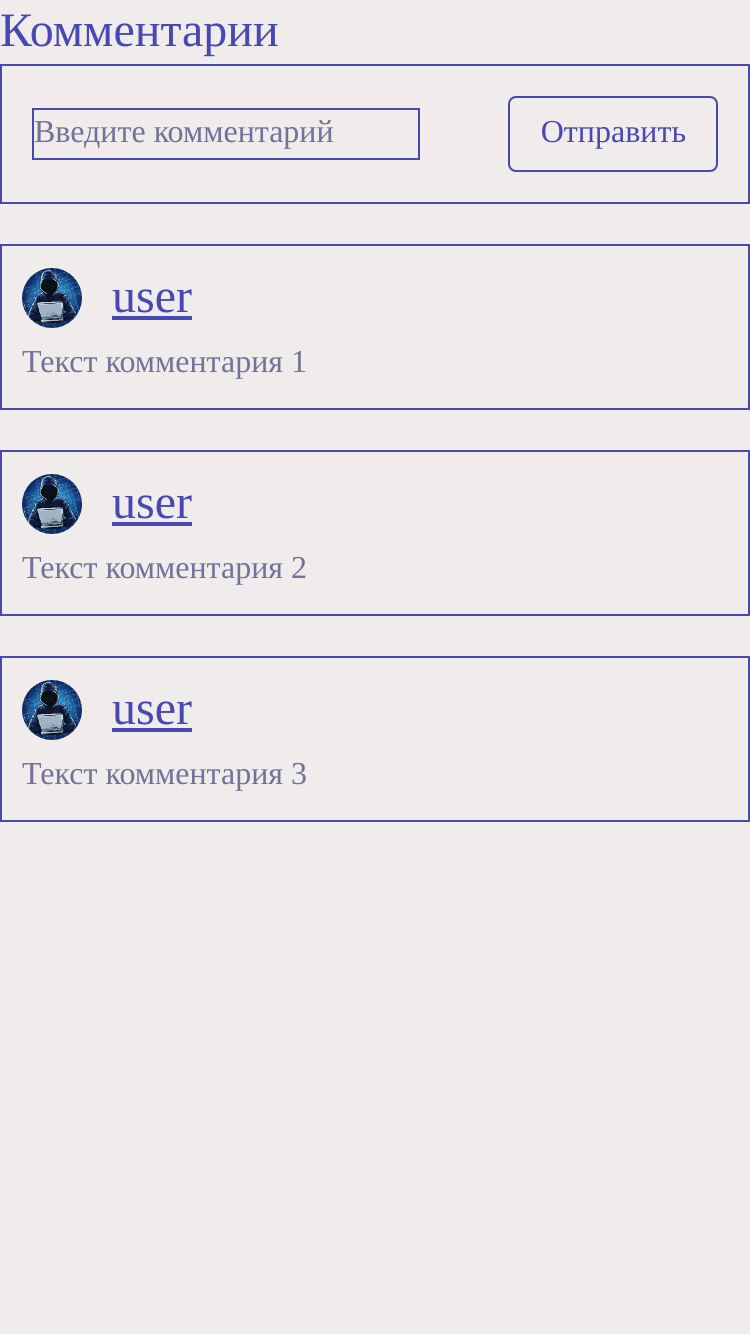 Комментарии
Введите комментарий
Отправить
user
Текст комментария 1
user
Текст комментария 2
user
Текст комментария 3